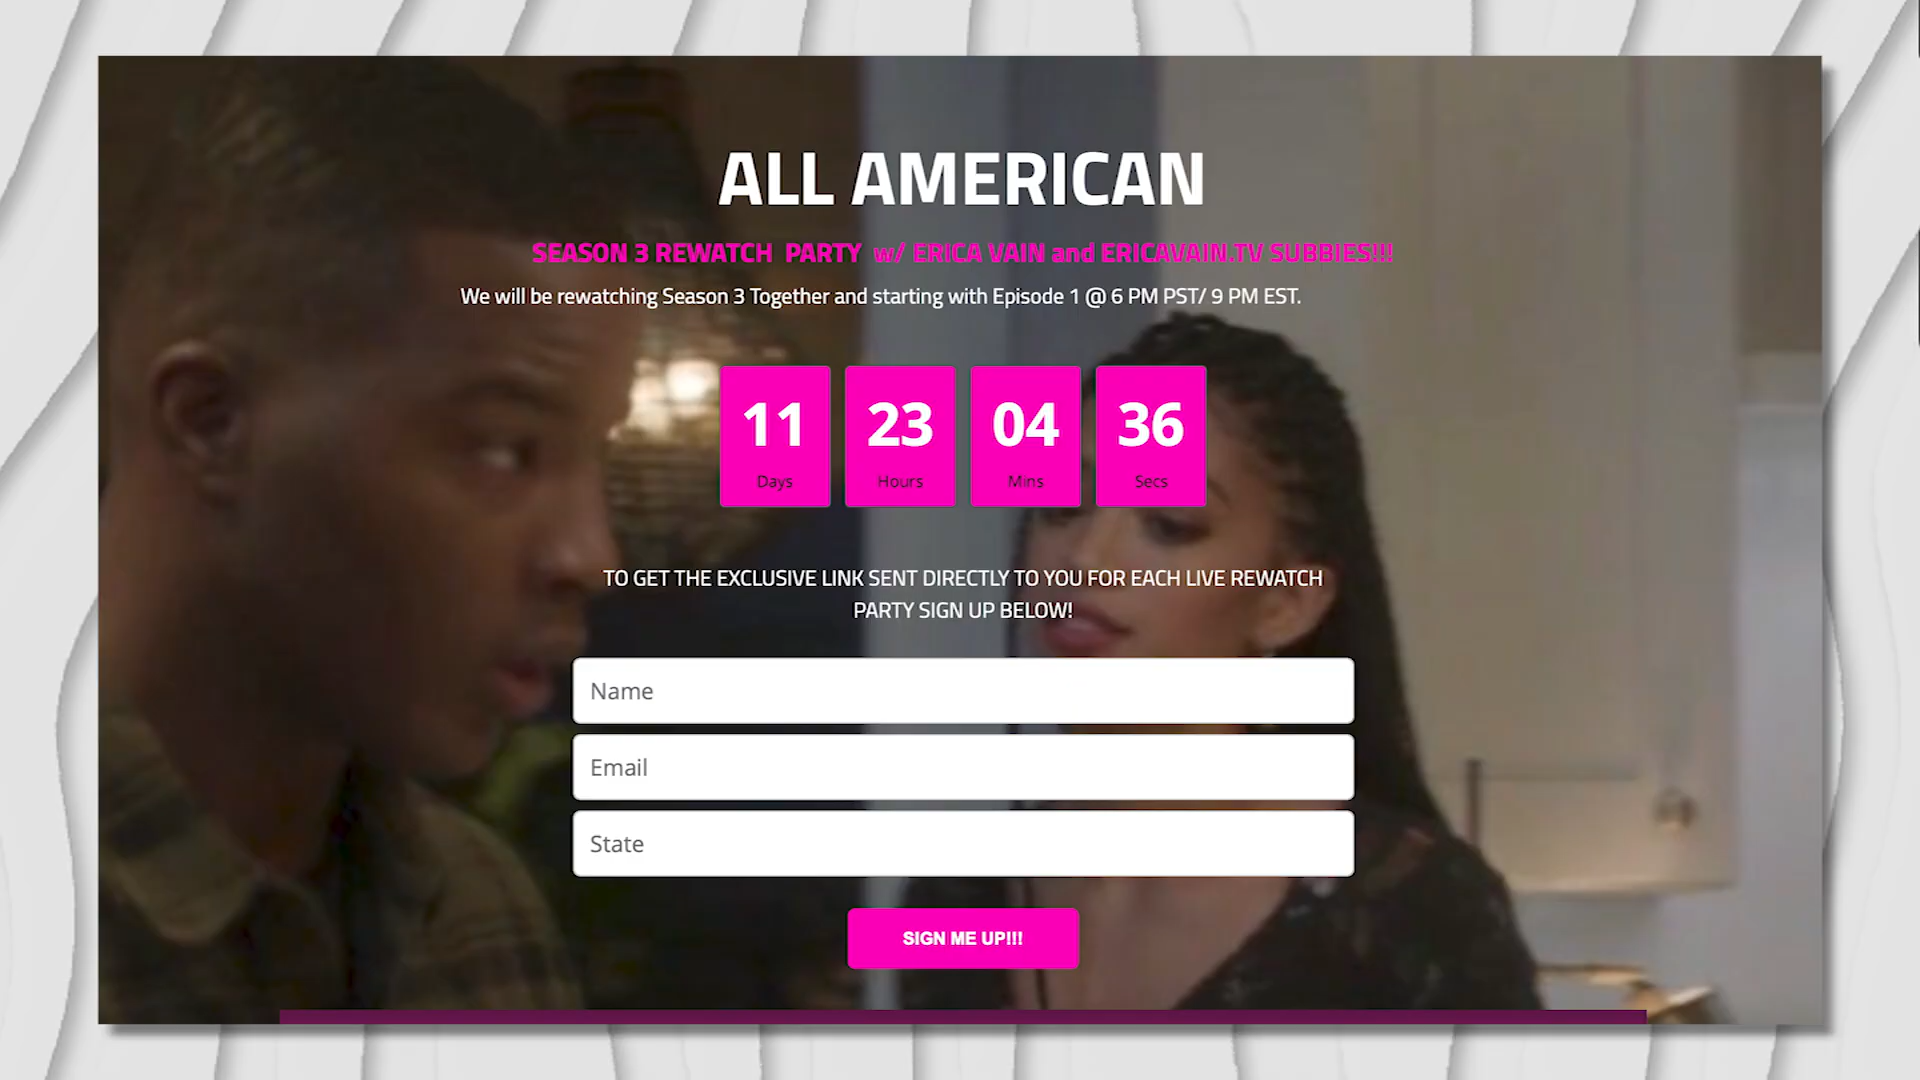 ALL AMERICAN
SEASON 3 REWATCH PARTY w/ ERICA VAIN and ERICAVAIN.TV SUBBIES!!!
We will be rewatching Season 3 Together and starting with Episode 1 @ 6 PM PST/ 9 PM EST.
11 23 04 36
Days Hours Mins Secs
TO GET THE EXCLUSIVE LINK SENT DIRECTLY TO YOU FOR EACH LIVE REWATCH
PARTY SIGN UP BELOW!
Name
Email
State
SIGN ME UP!!!